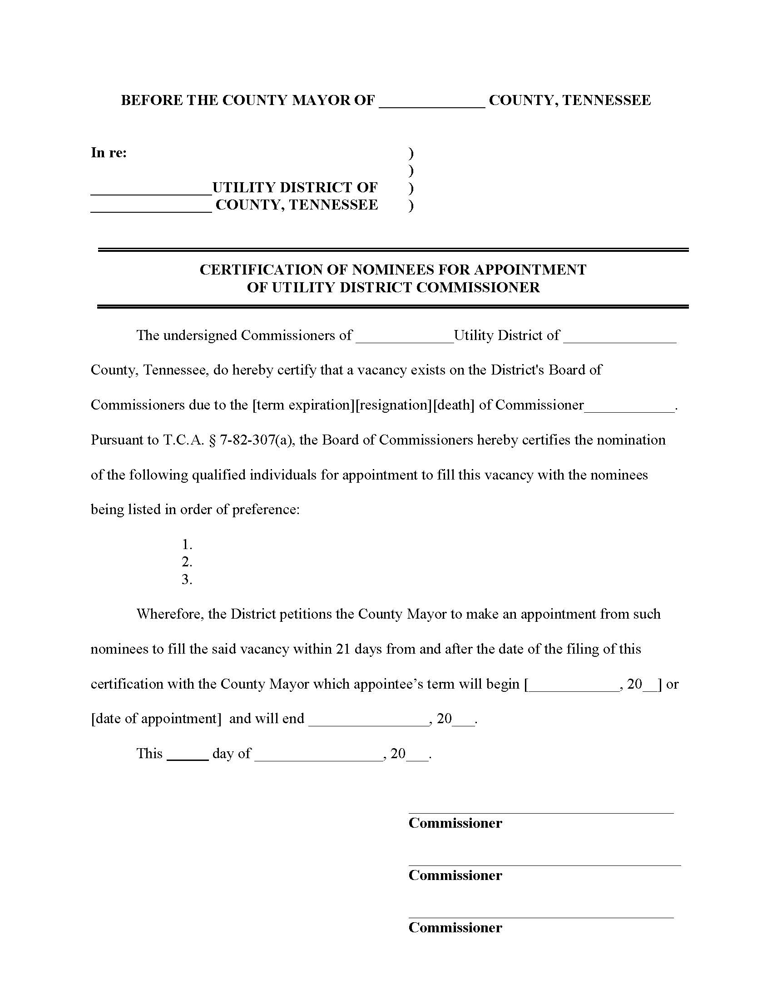 BEFORE THE COUNTY MAYOR OF ______________ COUNTY, TENNESSEE
In re: )
)
________________UTILITY DISTRICT OF )
________________ COUNTY, TENNESSEE )
CERTIFICATION OF NOMINEES FOR APPOINTMENT
OF UTILITY DISTRICT COMMISSIONER
The undersigned Commissioners of _____________Utility District of _______________
County, Tennessee, do hereby certify that a vacancy exists on the District's Board of
Commissioners due to the [term expiration][resignation][death] of Commissioner____________.
Pursuant to T.C.A. § 7-82-307(a), the Board of Commissioners hereby certifies the nomination
of the following qualified individuals for appointment to fill this vacancy with the nominees
being listed in order of preference:
1.
2.
3.
Wherefore, the District petitions the County Mayor to make an appointment from such
nominees to fill the said vacancy within 21 days from and after the date of the filing of this
certification with the County Mayor which appointee’s term will begin [____________, 20__] or
[date of appointment]  and will end ________________, 20___.
This ______ day of _________________, 20___.
___________________________________
Commissioner
____________________________________
Commissioner
___________________________________
Commissioner